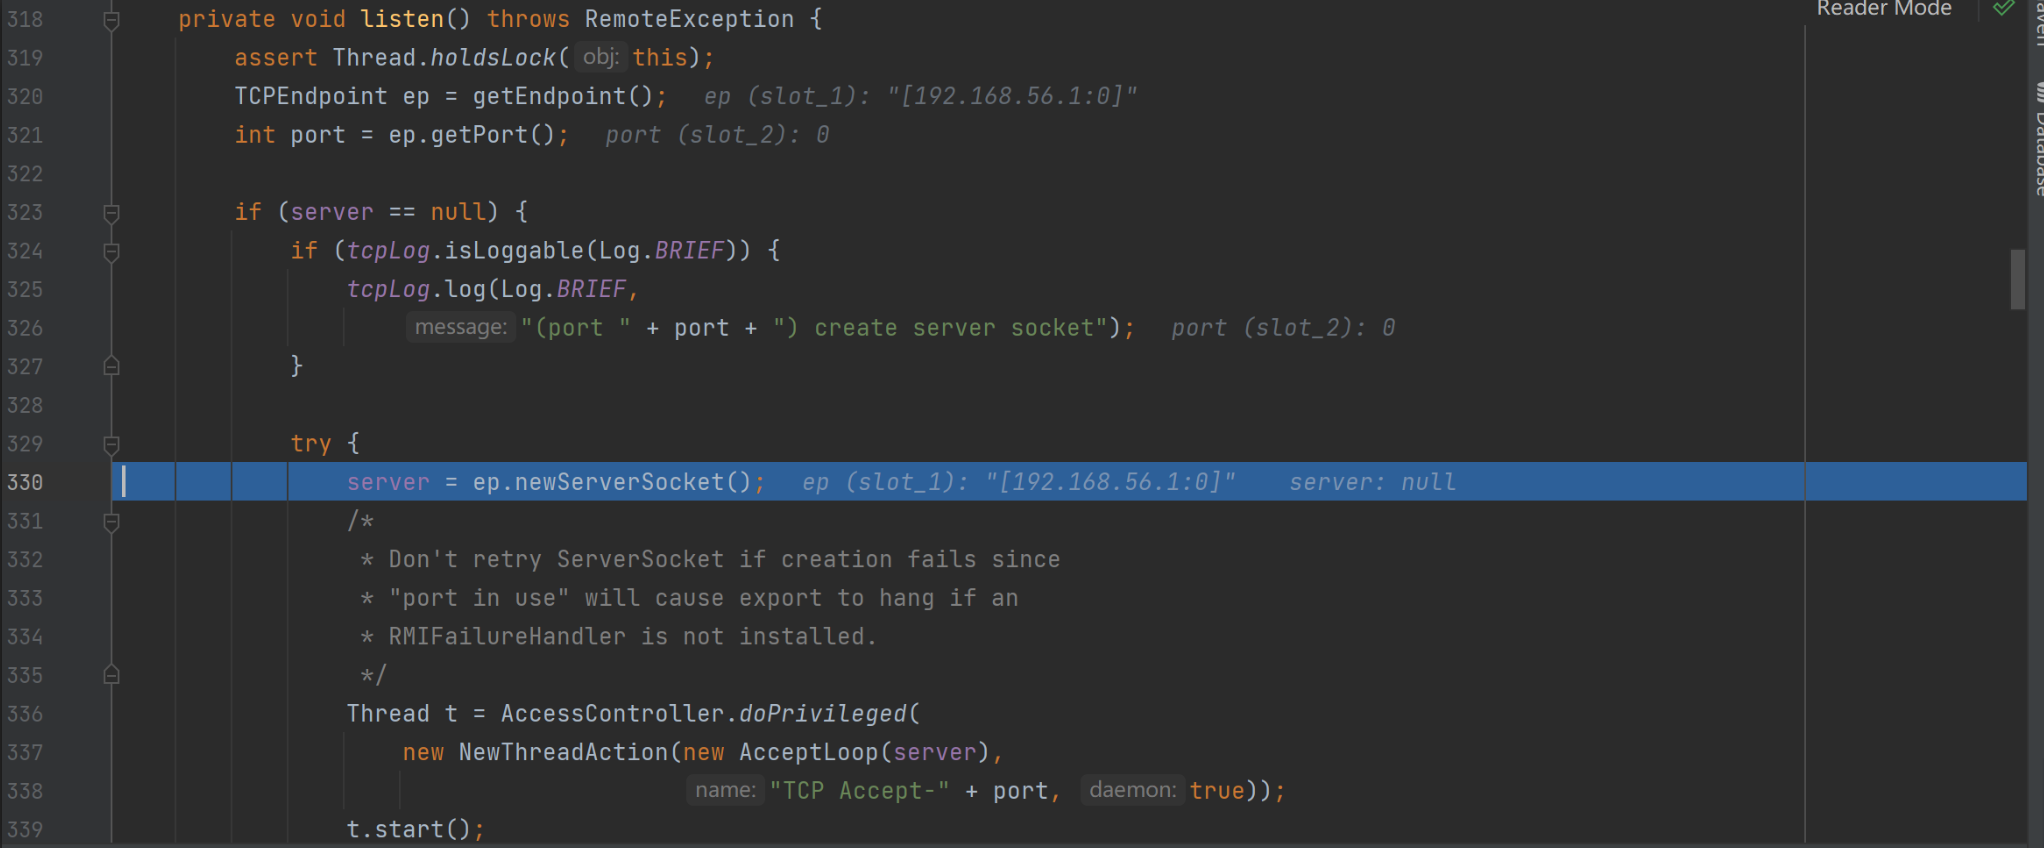 Reader Mode
318 private void listen() throws RemoteException {
319 assert Thread.holdsLock( obj: this);
320 TCPEndpoint ep = getEndpoint(); ep (slot_1): "[192.168.56.1:0]"
321 int port = ep.getPort(); port (slot_2): 0
322
323 if (server == null) {
324 if (tcpLog.isLoggable(Log.BRIEF)) {
325 tcpLog.log(Log.BRIEF,
326 message: "(port " + port + ") create server socket"); port (slot_2): 0
327 }
328
329 try {
330 server = ep.newServerSocket(); ep (slot_1): "[192.168.56.1:0]" server: null
331 /*
332 * Don't retry ServerSocket if creation fails since
333 * "port in use" will cause export to hang if an
334 * RMIFailureHandler is not installed.
335 */
336 Thread t = AccessController.doPrivileged(
337 new NewThreadAction(new AcceptLoop(server),
338 name: "TCP Accept-" + port, daemon: true));
339 t.start();
Database